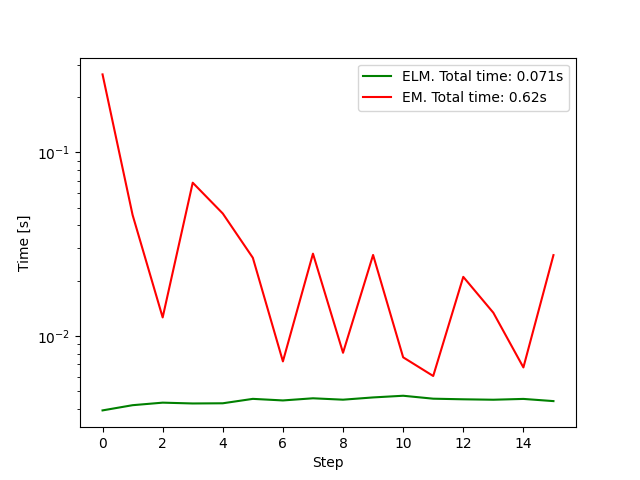 ELM. Total time: 0.071s
EM. Total time: 0.62s
Time [s]
10⁻¹
10⁻²
0 2 4 6 8 10 12 14
Step